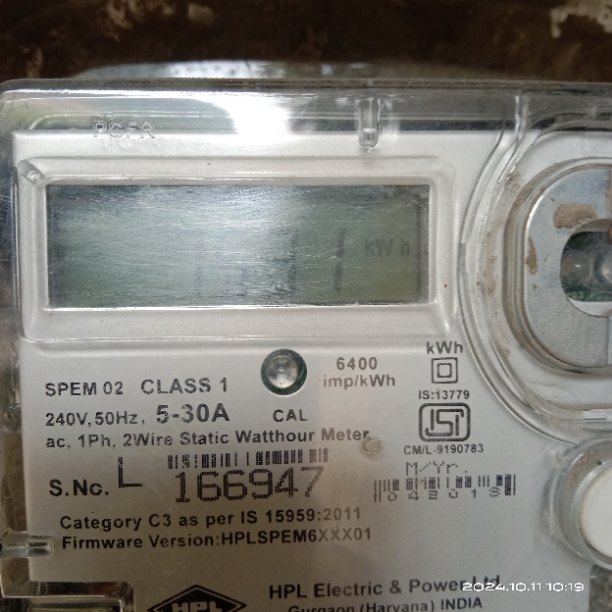 PCER
kWh
SPEM 02 CLASS 1
6400
imp/kWh
kWh
IS:13779
240V,50Hz, 5-30A
CAL
ac, 1Ph, 2Wire Static Watthour Meter
CM/L-9190783
S.No. L 166947
M/Yr.
Category C3 as per IS 15959:2011
Firmware Version:HPLSPEM6XXX01
HPL
HPL Electric & Power Ltd.
Gurgaon (Haryana) INDIA
2024.10.11 10:19